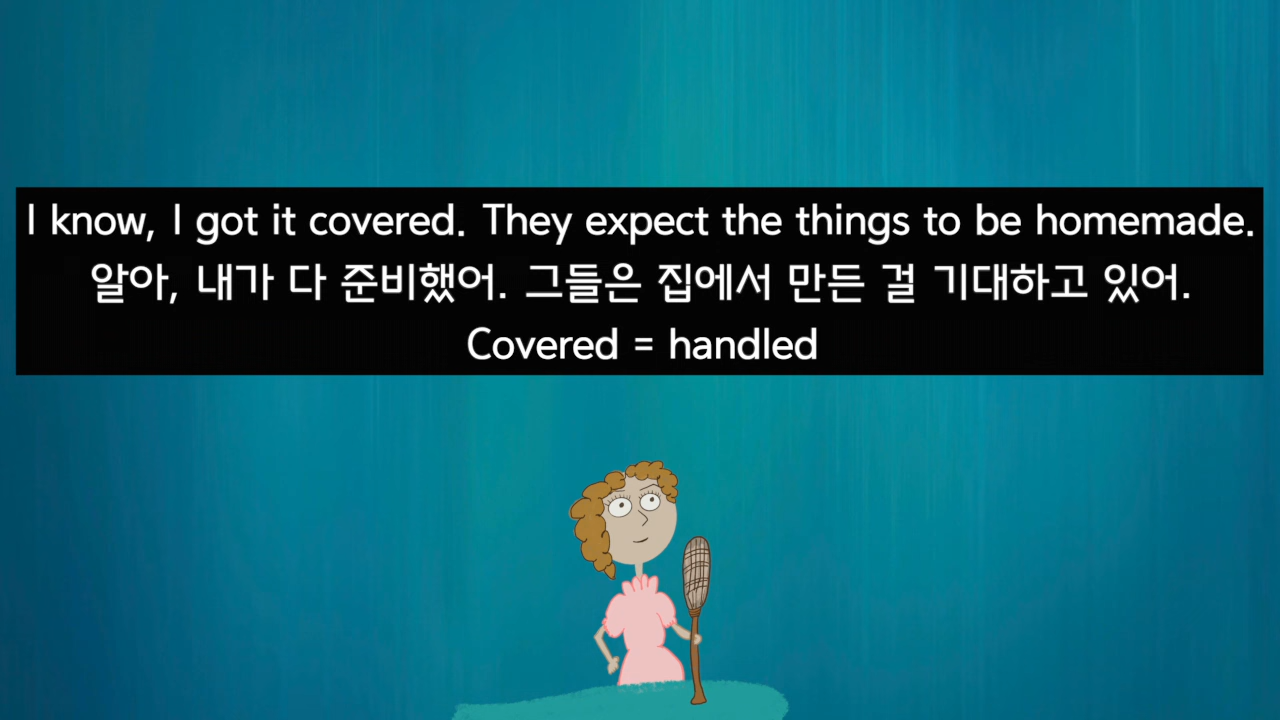 I know, I got it covered. They expect the things to be homemade.
알아, 내가 다 준비했어. 그들은 집에서 만든 걸 기대하고 있어.
Covered = handled